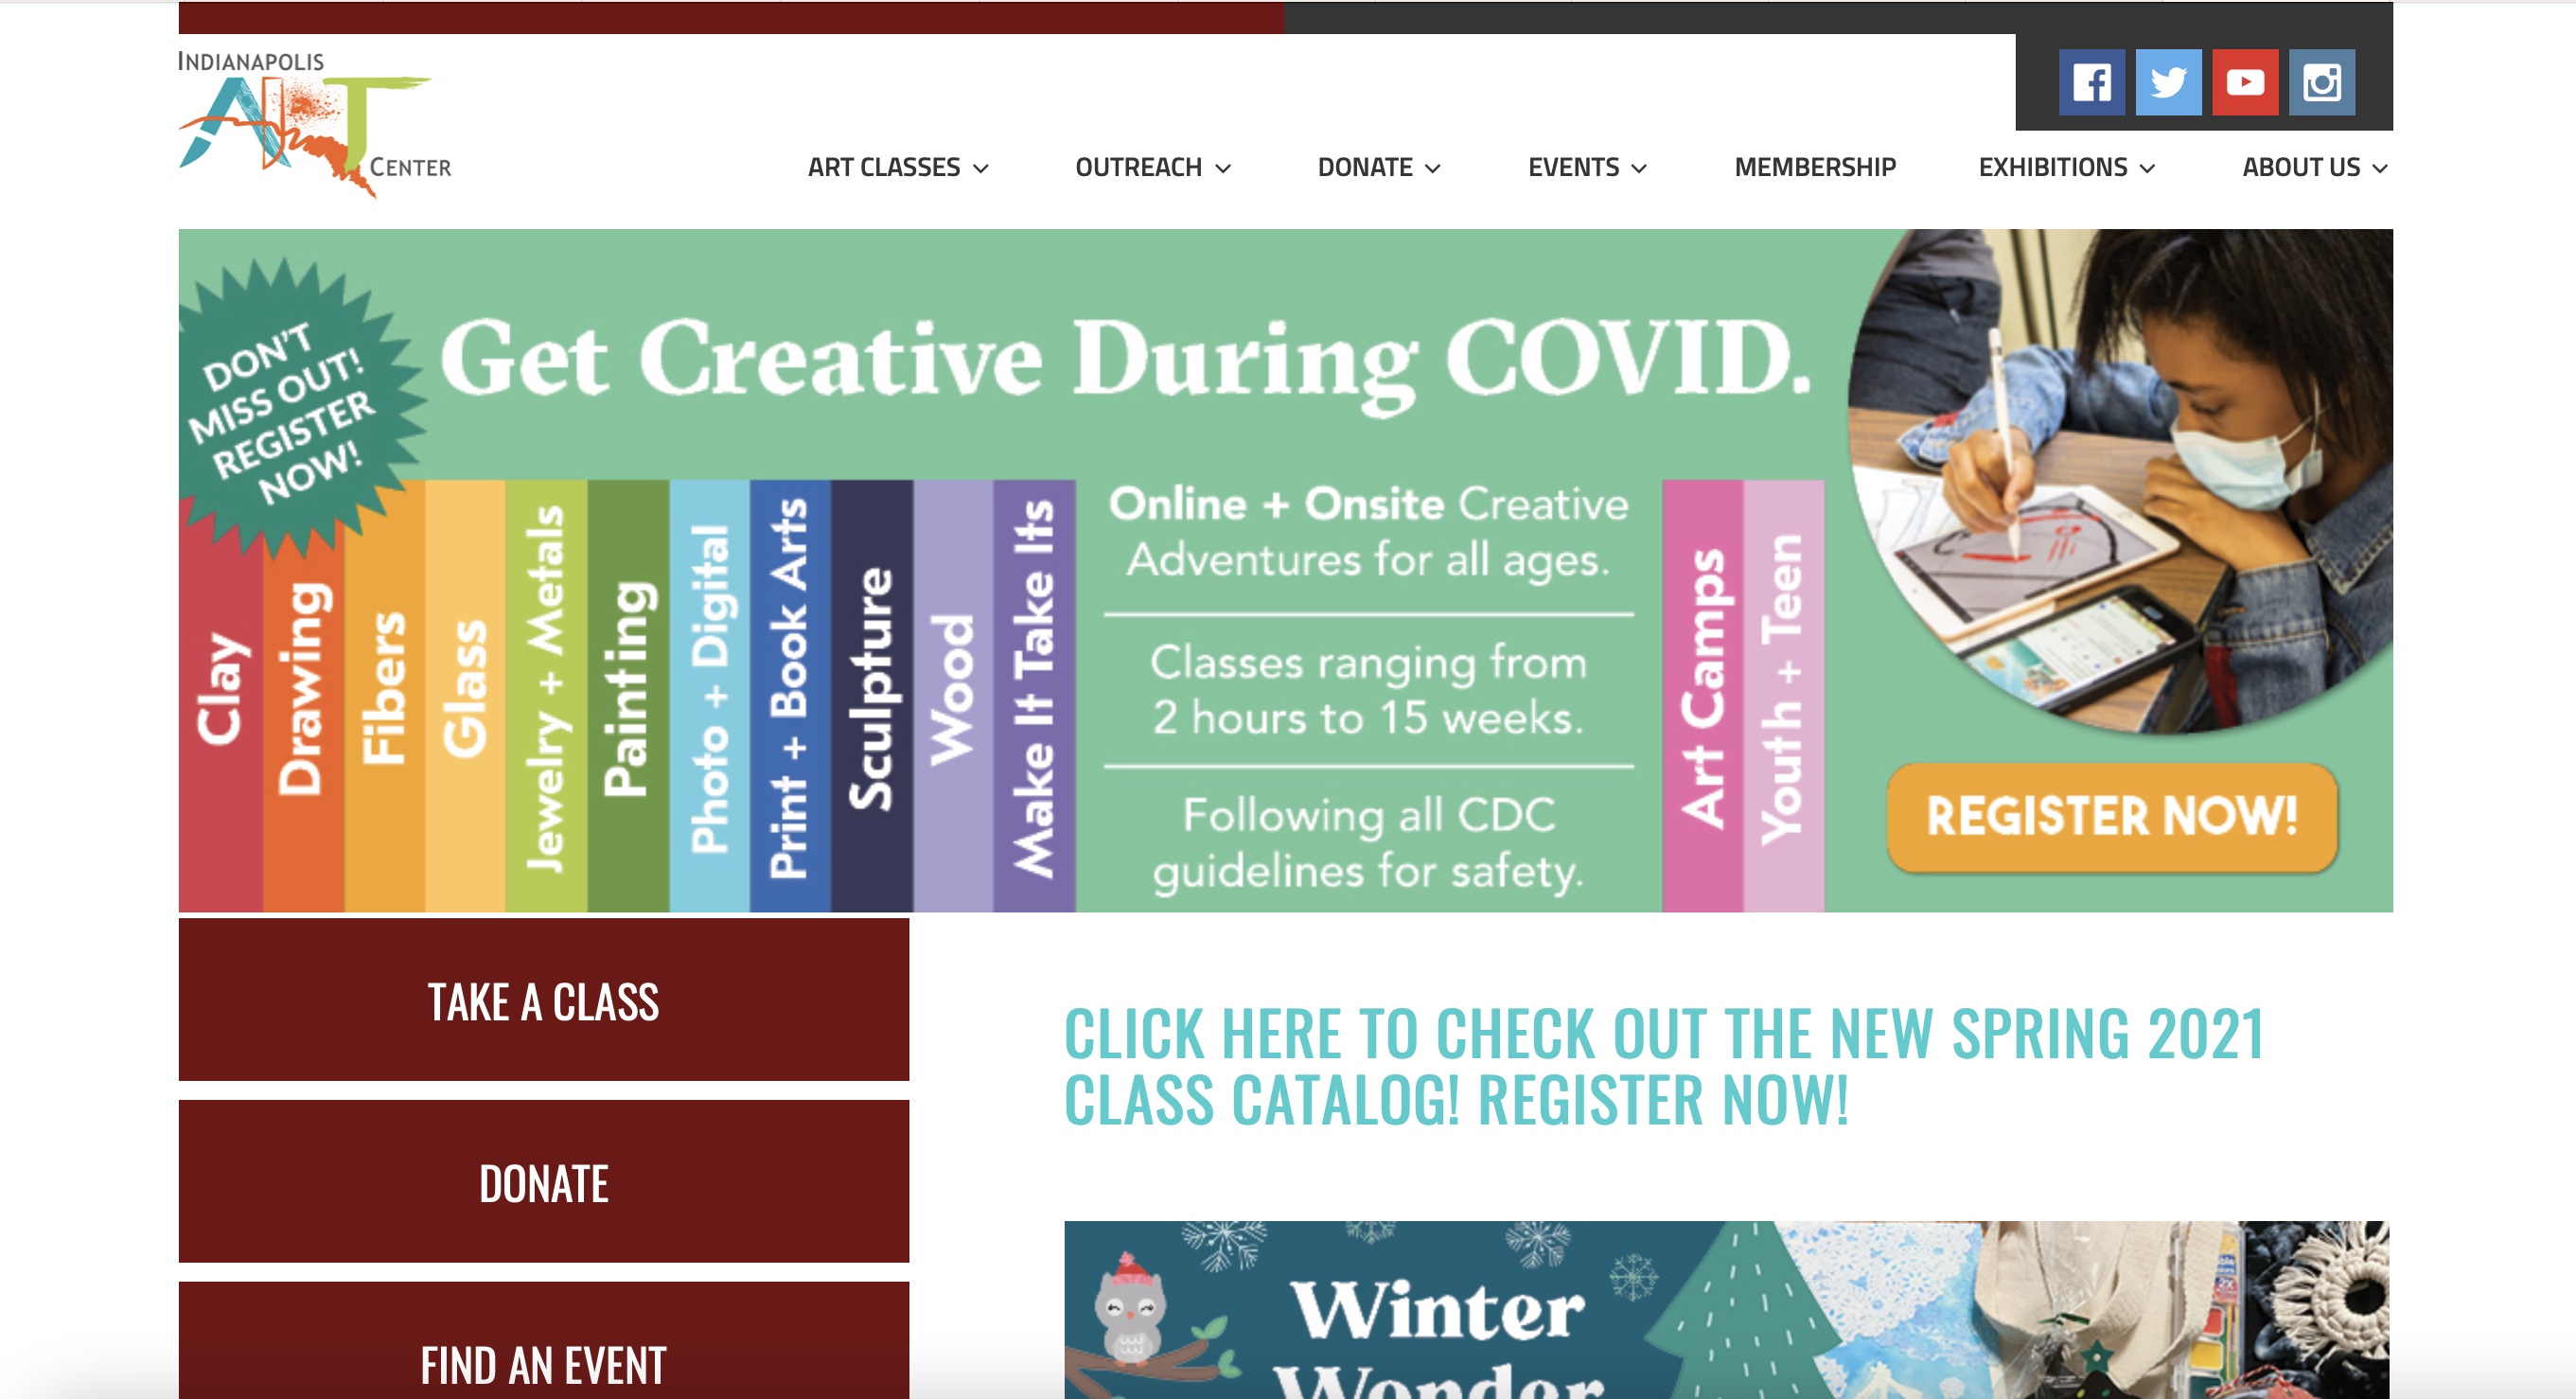 INDIANAPOLIS
ART
CENTER
ART CLASSES
OUTREACH
DONATE
EVENTS
MEMBERSHIP
EXHIBITIONS
ABOUT US
DON'T
MISS OUT!
REGISTER
NOW!
Get Creative During COVID.
Clay
Drawing
Fibers
Glass
Jewelry + Metals
Painting
Photo + Digital
Print + Book Arts
Sculpture
Wood
Make It Take Its
Online + Onsite Creative
Adventures for all ages.
Classes ranging from
2 hours to 15 weeks.
Following all CDC
guidelines for safety.
Art Camps
Youth + Teen
REGISTER NOW!
TAKE A CLASS
DONATE
FIND AN EVENT
CLICK HERE TO CHECK OUT THE NEW SPRING 2021
CLASS CATALOG! REGISTER NOW!
Winter
Wonder